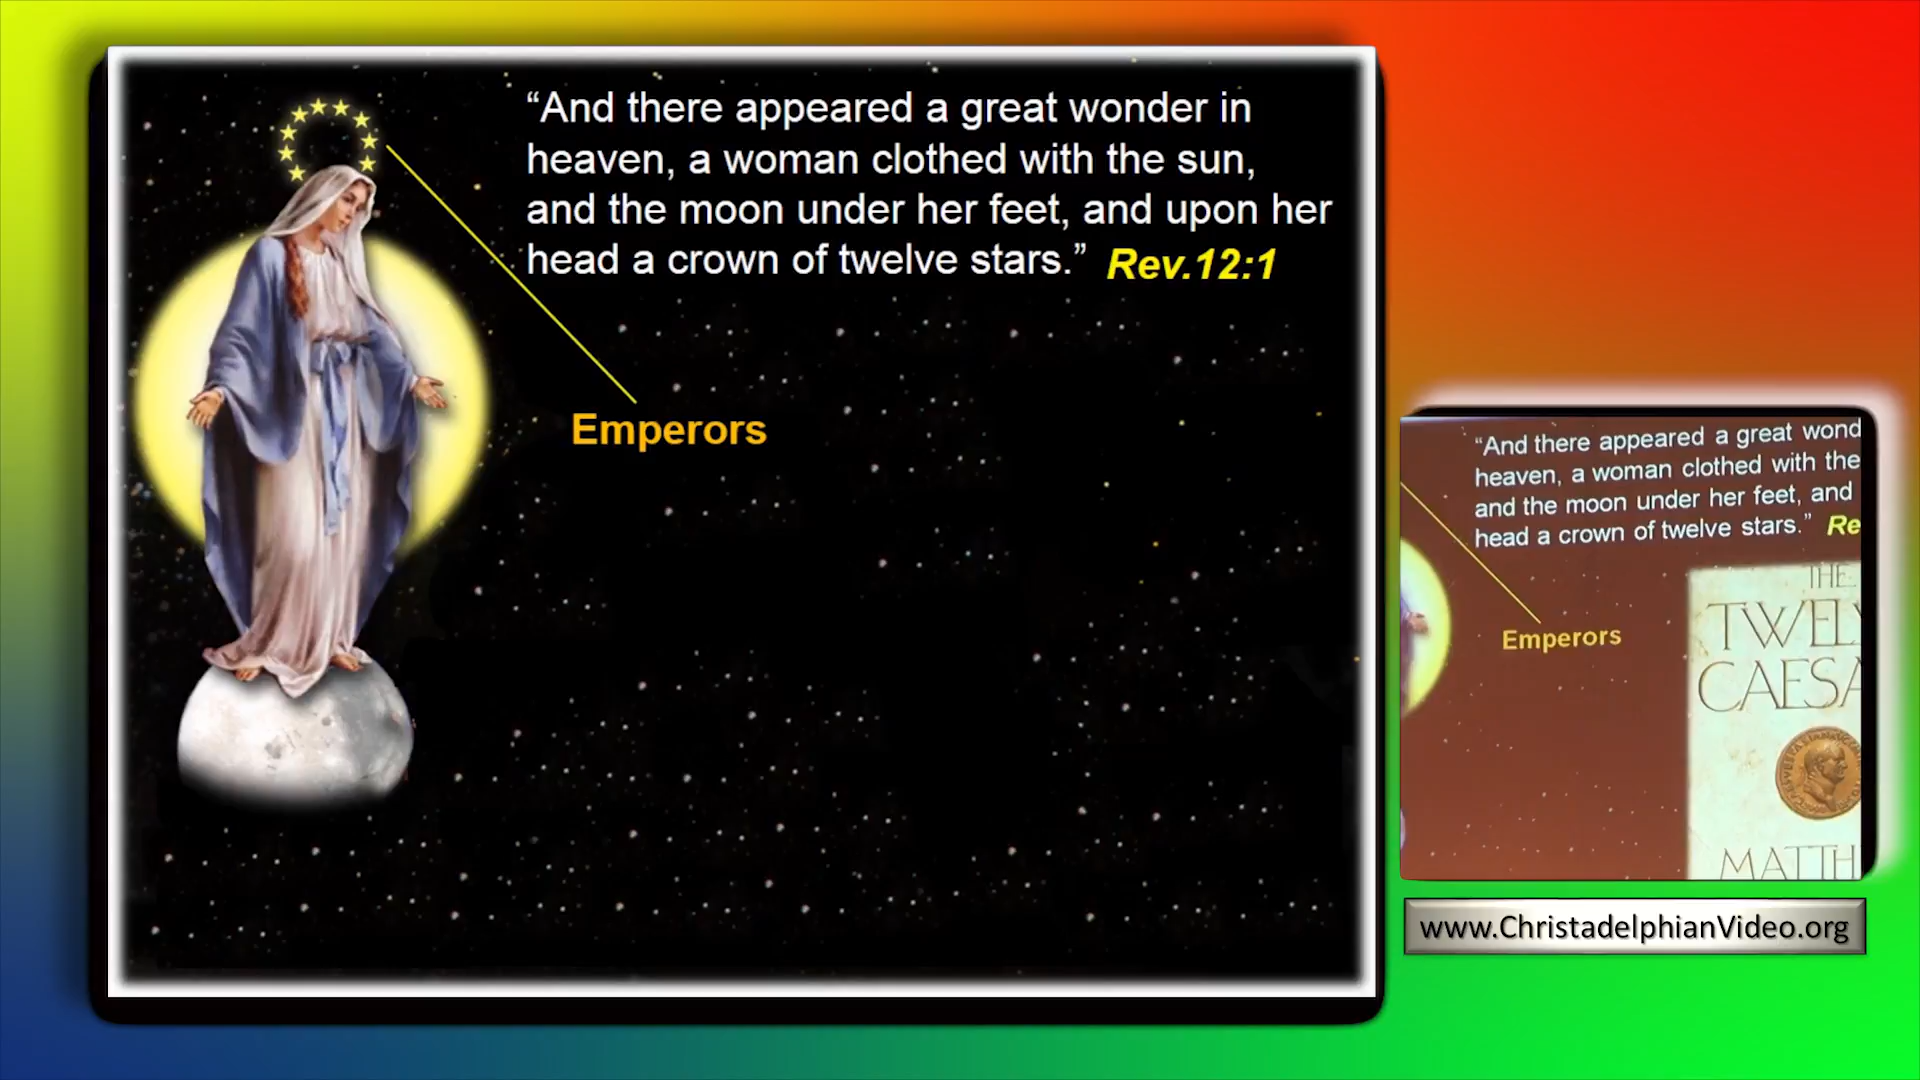 “And there appeared a great wonder in
heaven, a woman clothed with the sun,
and the moon under her feet, and upon her
head a crown of twelve stars.” Rev.12:1
Emperors
“And there appeared a great wond
heaven, a woman clothed with the
and the moon under her feet, and
head a crown of twelve stars.” Re
Emperors
THE
TWEL
CAESA
MATTH
www.ChristadelphianVideo.org